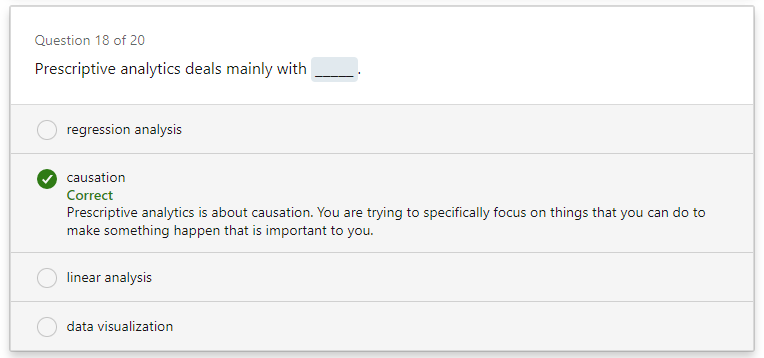 Question 18 of 20
Prescriptive analytics deals mainly with _____.
regression analysis
causation
Correct
Prescriptive analytics is about causation. You are trying to specifically focus on things that you can do to
make something happen that is important to you.
linear analysis
data visualization